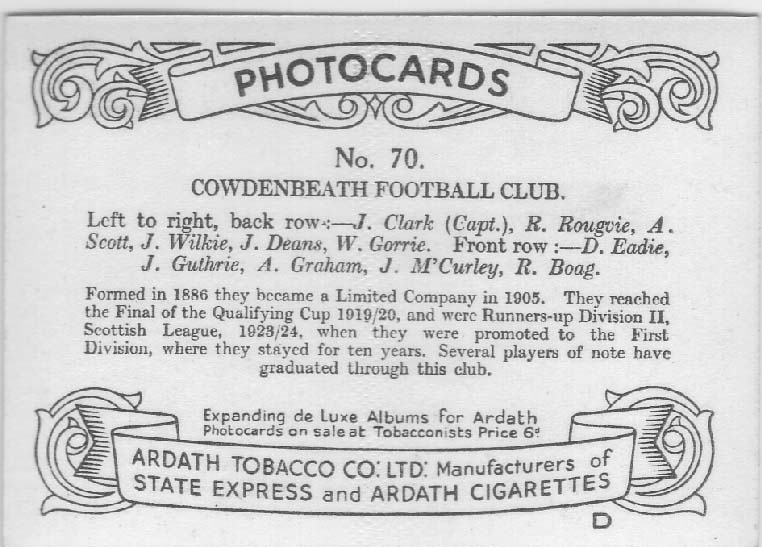 PHOTOCARDS
No. 70.
COWDENBEATH FOOTBALL CLUB.
Left to right, back row:—J. Clark (Capt.), R. Rougvie, A.
Scott, J. Wilkie, J. Deans, W. Gorrie. Front row:—D. Eadie,
J. Guthrie, A. Graham, J. M'Curley, R. Boag.
Formed in 1886 they became a Limited Company in 1905. They reached
the Final of the Qualifying Cup 1919/20, and were Runners-up Division II,
Scottish League, 1923/24, when they were promoted to the First
Division, where they stayed for ten years. Several players of note have
graduated through this club.
Expanding de Luxe Albums for Ardath
Photocards on sale at Tobacconists Price 6d
ARDATH TOBACCO CO: LTD: Manufacturers of
STATE EXPRESS and ARDATH CIGARETTES
D